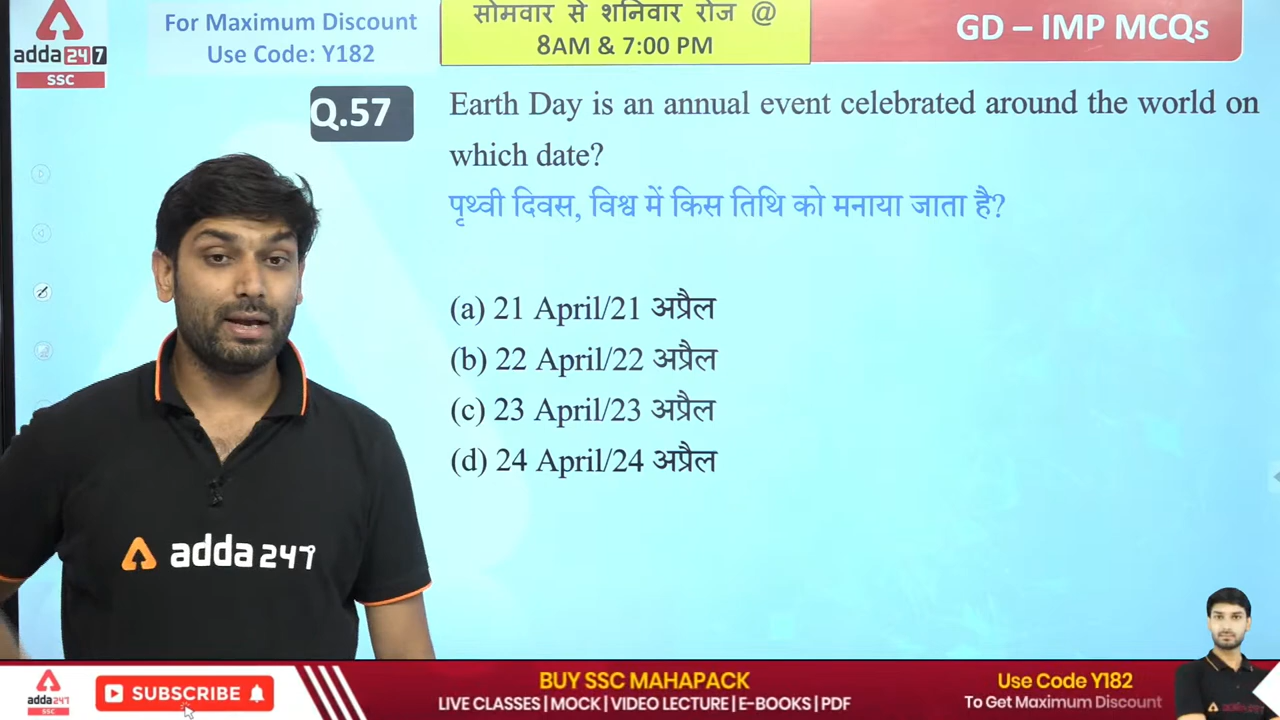 For Maximum Discount
Use Code: Y182
सोमवार से शनिवार रोज @
8AM & 7:00 PM
GD – IMP MCQs
adda 247
SSC
Q.57
Earth Day is an annual event celebrated around the world on
which date?
पृथ्वी दिवस, विश्व में किस तिथि को मनाया जाता है?
(a) 21 April/21 अप्रैल
(b) 22 April/22 अप्रैल
(c) 23 April/23 अप्रैल
(d) 24 April/24 अप्रैल
adda 247
adda247
SSC
SUBSCRIBE
BUY SSC MAHAPACK
LIVE CLASSES | MOCK | VIDEO LECTURE | E-BOOKS | PDF
Use Code Y182
To Get Maximum Discount